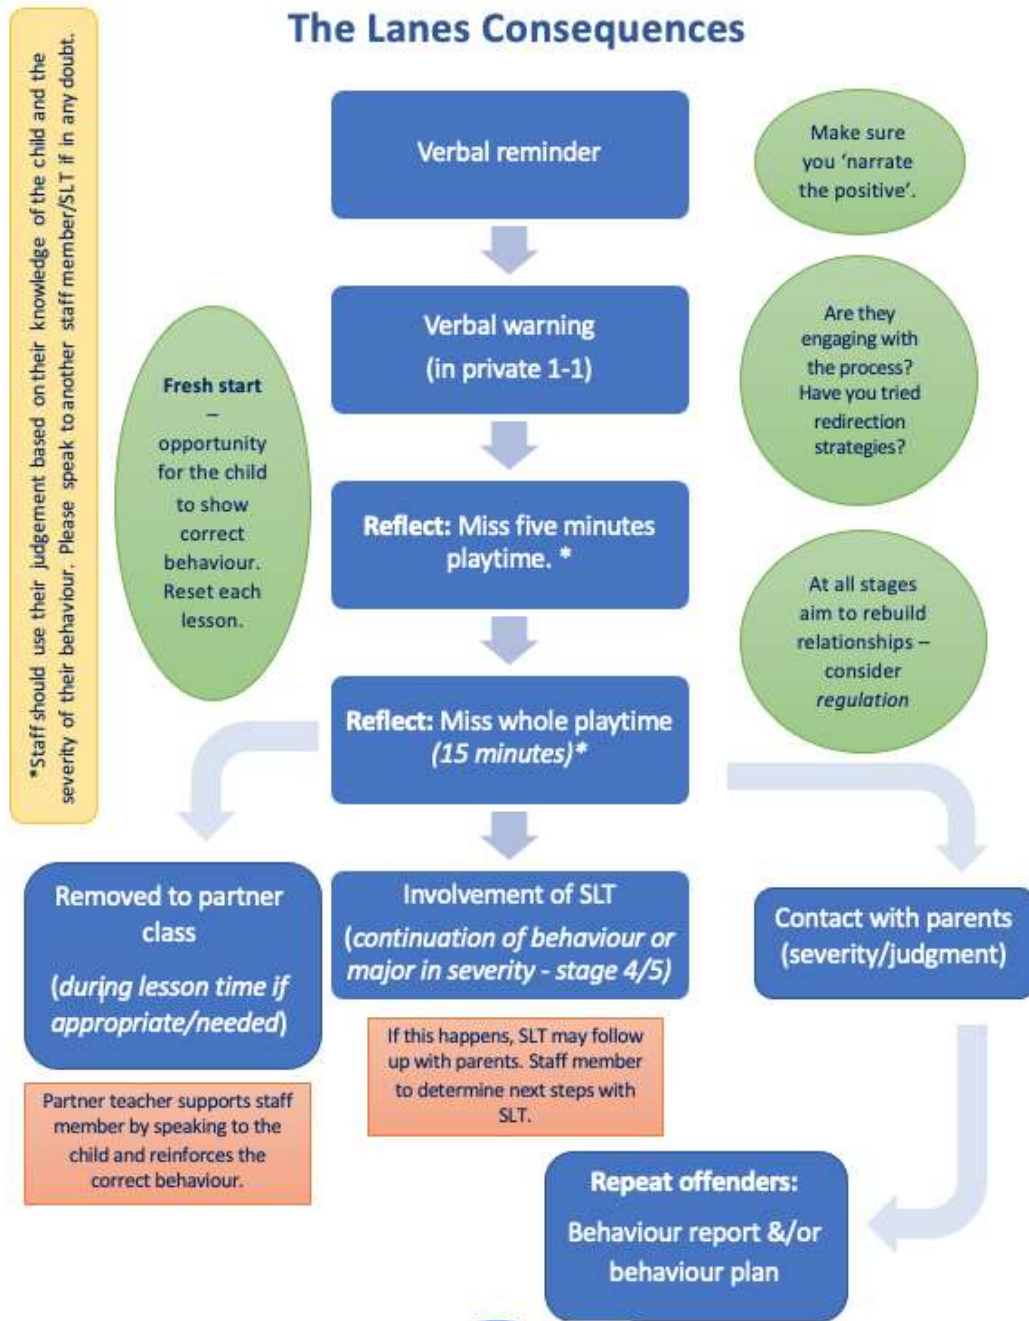 The Lanes Consequences
*Staff should use their judgement based on their knowledge of the child and the
severity of their behaviour. Please speak to another staff member/SLT if in any doubt.
Verbal reminder
Make sure
you ‘narrate
the positive’.
Verbal warning
(in private 1-1)
Are they
engaging with
the process?
Have you tried
redirection
strategies?
Fresh start
–
opportunity
for the child
to show
correct
behaviour.
Reset each
lesson.
Reflect: Miss five minutes
playtime. *
At all stages
aim to rebuild
relationships –
consider
regulation
Reflect: Miss whole playtime
(15 minutes)*
Removed to partner
class
(during lesson time if
appropriate/needed)
Involvement of SLT
(continuation of behaviour or
major in severity - stage 4/5)
Contact with parents
(severity/judgment)
Partner teacher supports staff
member by speaking to the
child and reinforces the
correct behaviour.
If this happens, SLT may follow
up with parents. Staff member
to determine next steps with
SLT.
Repeat offenders:
Behaviour report &/or
behaviour plan